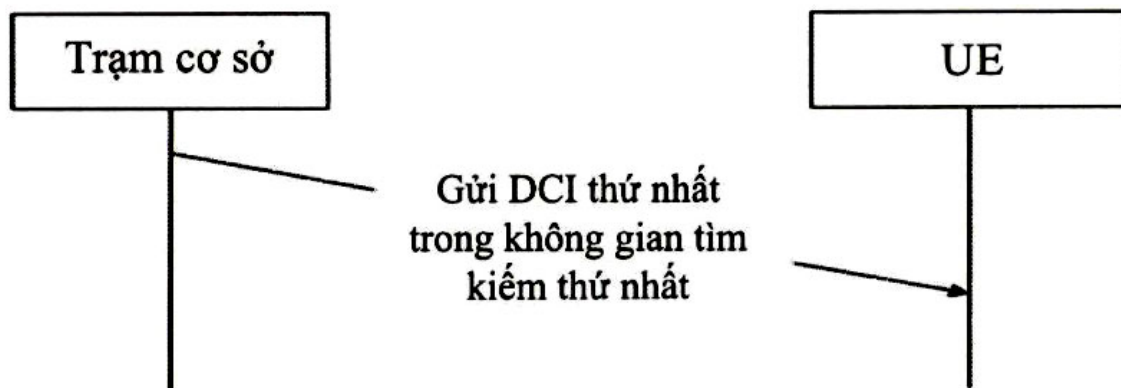 Trạm cơ sở
UE
Gửi DCI thứ nhất
trong không gian tìm
kiếm thứ nhất